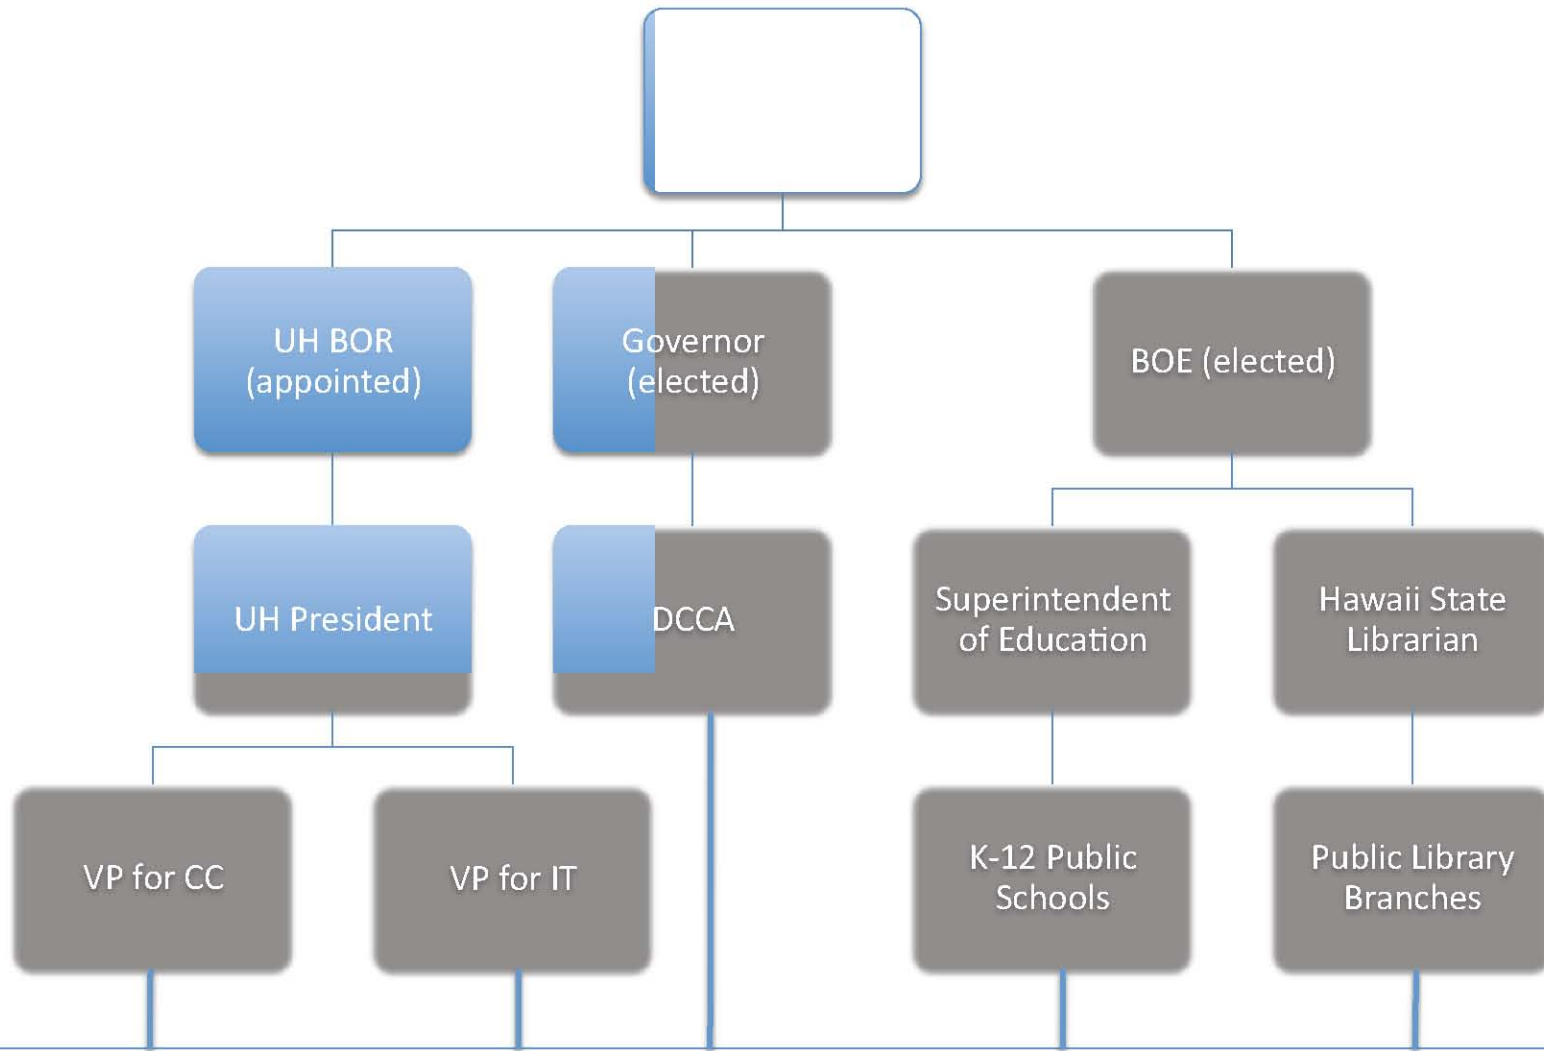 UH BOR
(appointed)
Governor
(elected)
BOE (elected)
UH President
DCCA
Superintendent
of Education
Hawaii State
Librarian
VP for CC
VP for IT
K-12 Public
Schools
Public Library
Branches